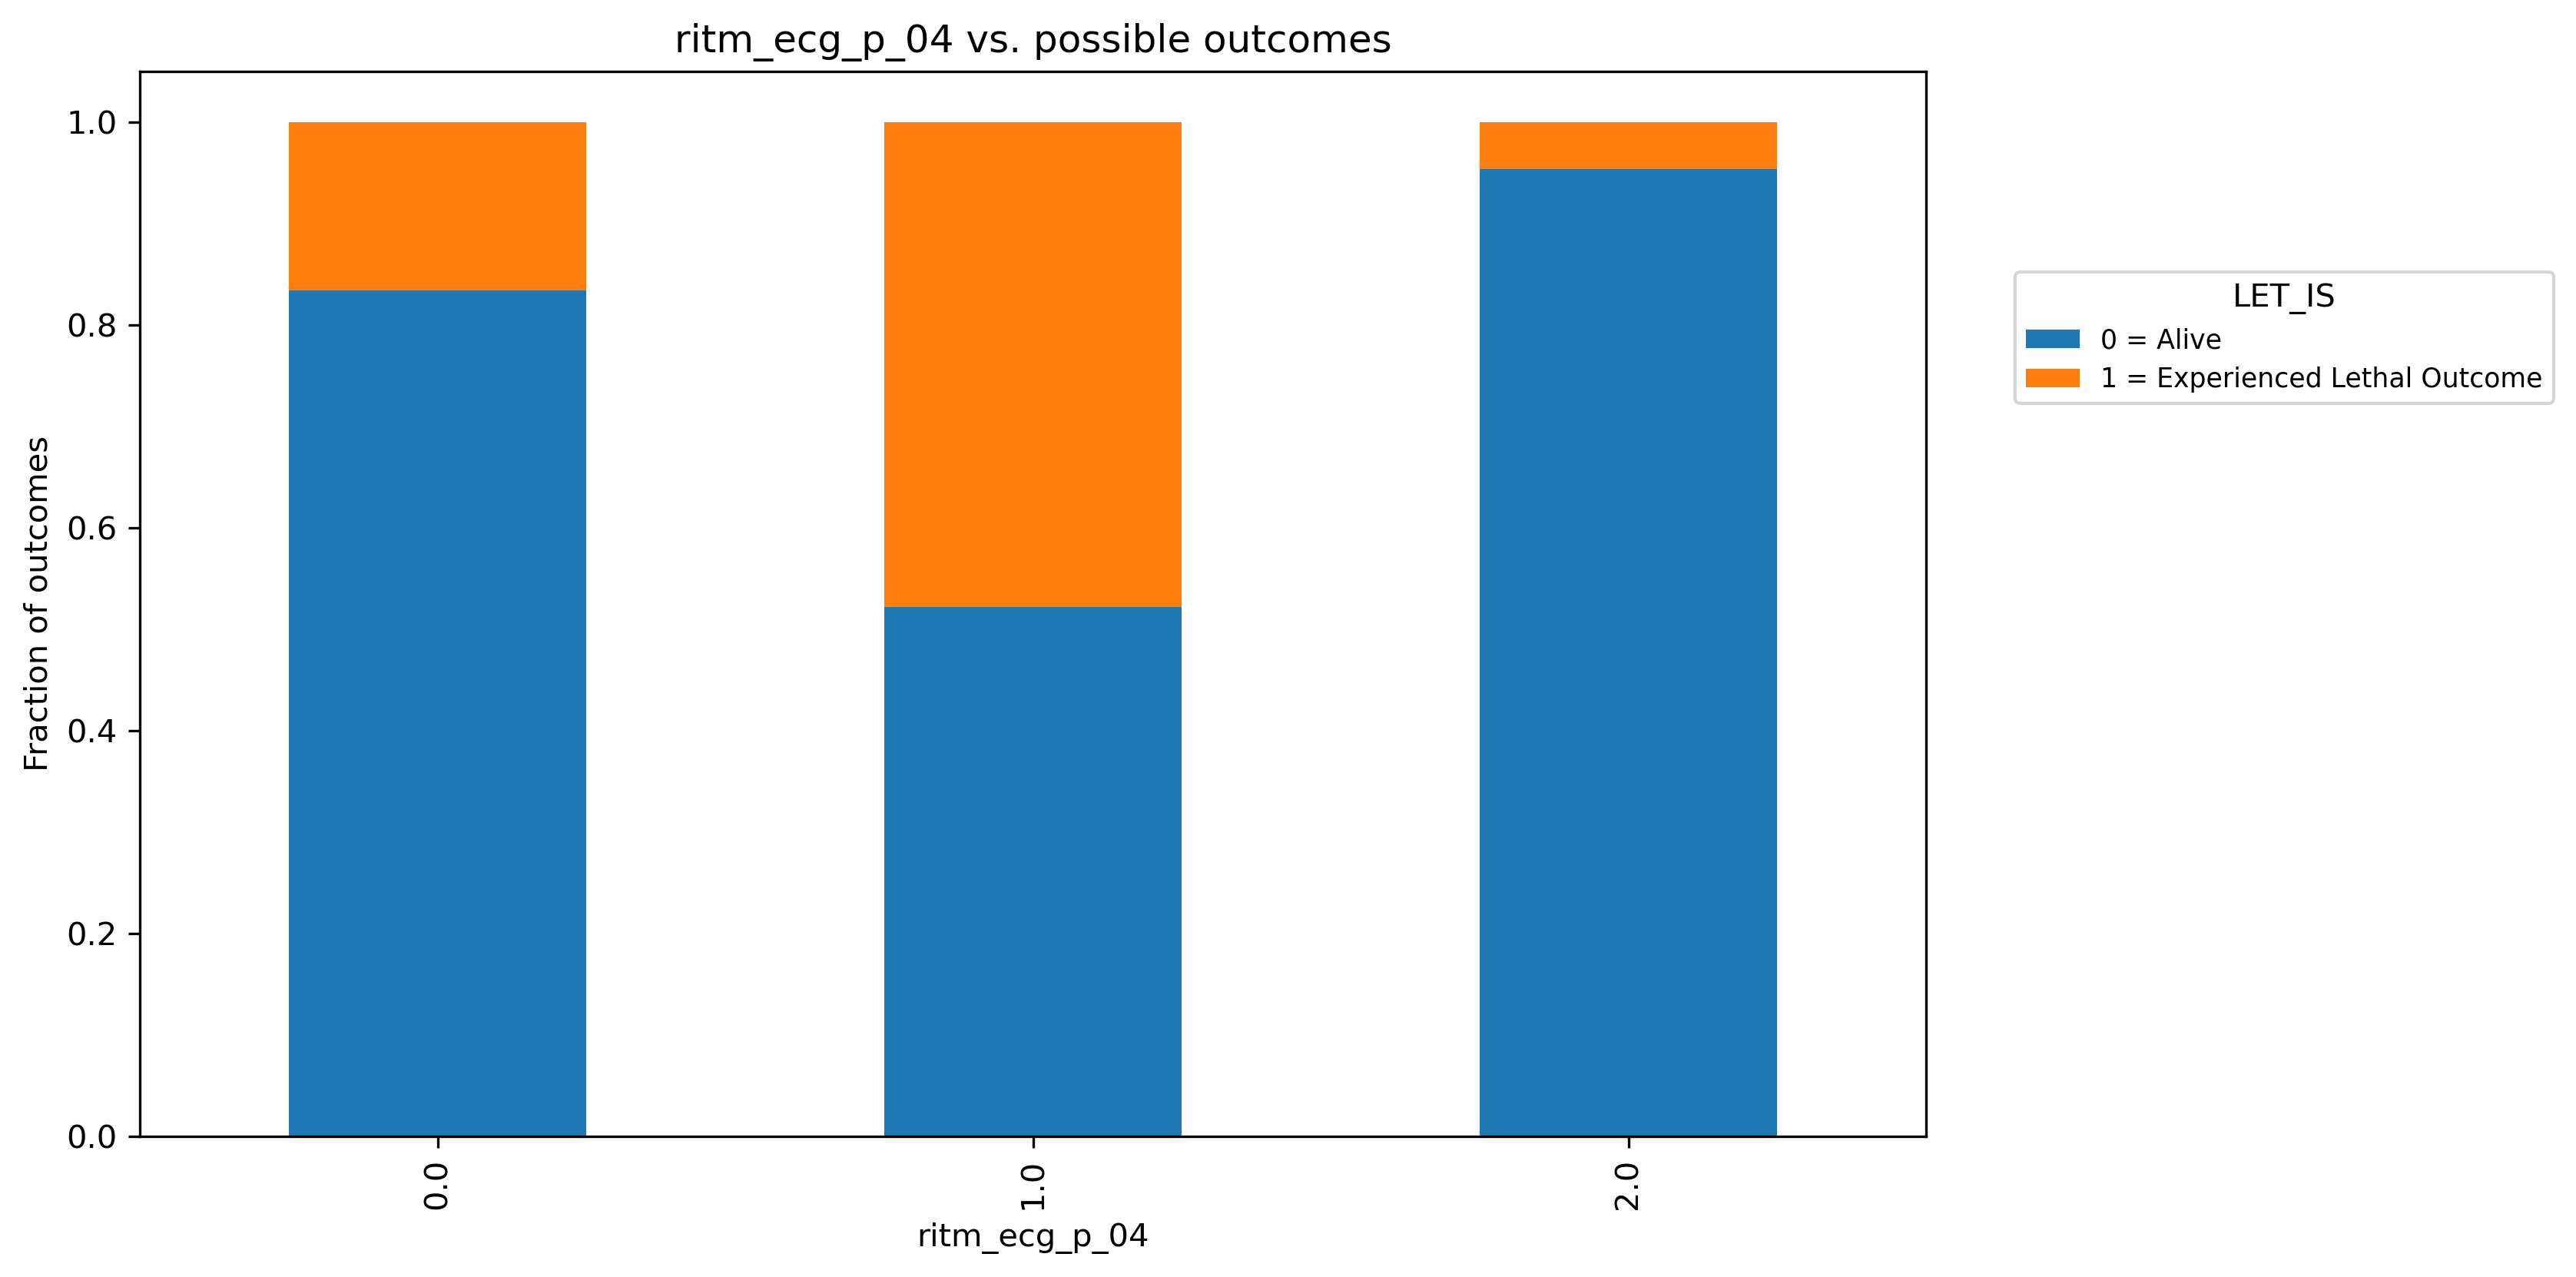 ritm_ecg_p_04 vs. possible outcomes
1.0
0.8
0.6
0.4
0.2
0.0
Fraction of outcomes
0.0
1.0
2.0
ritm_ecg_p_04
LET_IS
0 = Alive
1 = Experienced Lethal Outcome